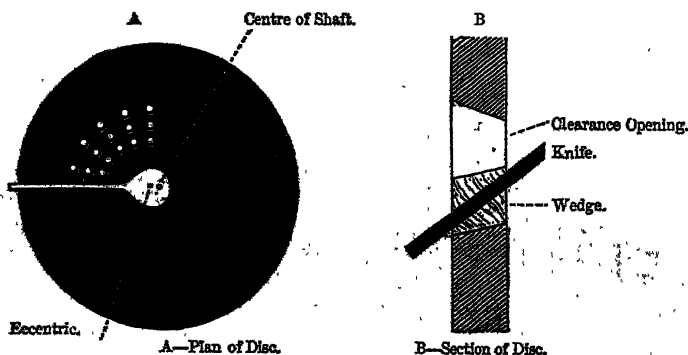 A
Centre of Shaft.
Eccentric.
A—Plan of Disc.
B
Clearance Opening.
Knife.
Wedge.
B—Section of Disc.